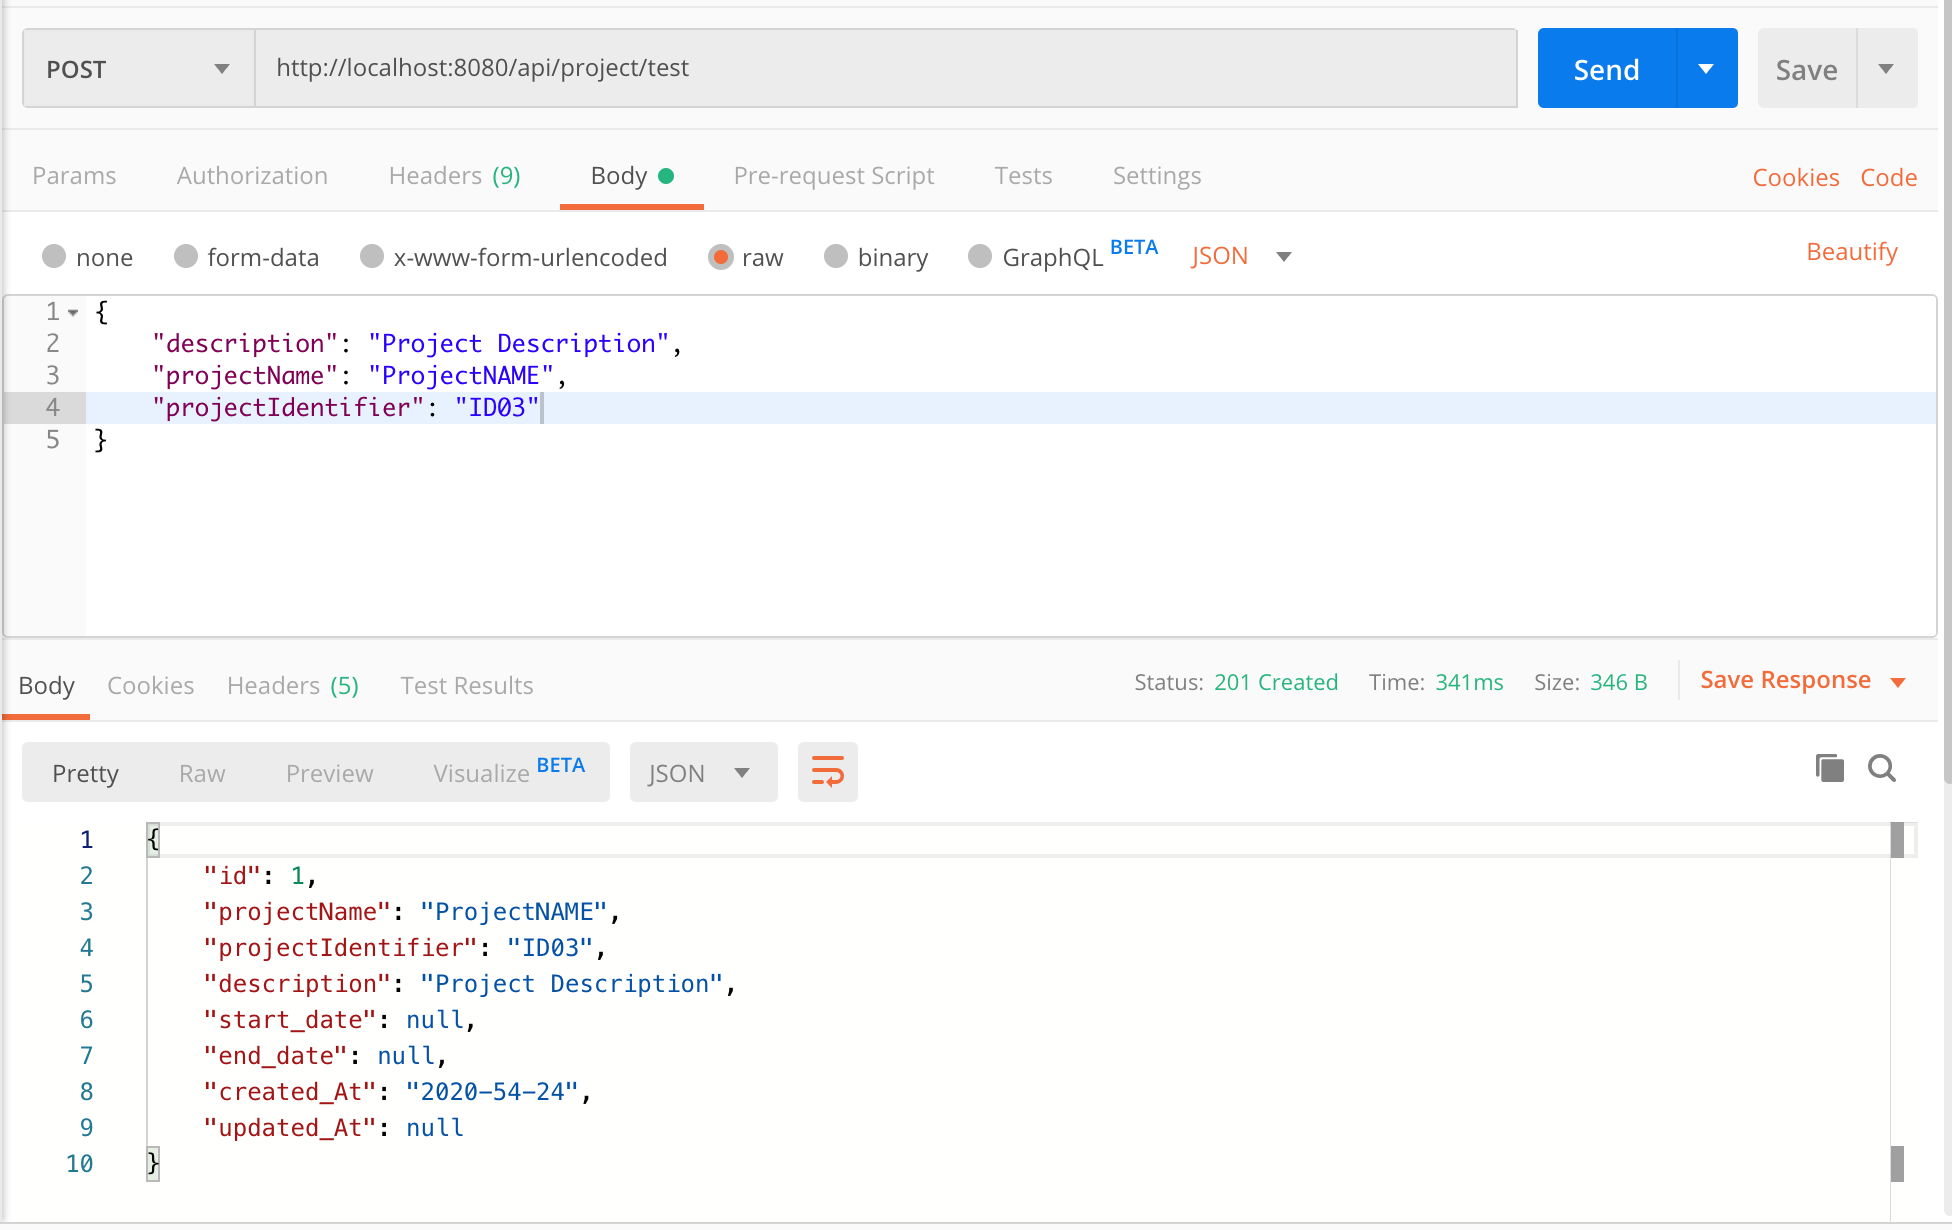 POST http://localhost:8080/api/project/test Send Save
Params Authorization Headers (9) Body Pre-request Script Tests Settings Cookies Code
none form-data x-www-form-urlencoded raw binary GraphQL BETA JSON Beautify
1 {
2 "description": "Project Description",
3 "projectName": "ProjectNAME",
4 "projectIdentifier": "ID03"
5 }
Body Cookies Headers (5) Test Results Status: 201 Created Time: 341ms Size: 346 B Save Response
Pretty Raw Preview Visualize BETA JSON
1 {
2 "id": 1,
3 "projectName": "ProjectNAME",
4 "projectIdentifier": "ID03",
5 "description": "Project Description",
6 "start_date": null,
7 "end_date": null,
8 "created_At": "2020-54-24",
9 "updated_At": null
10 }